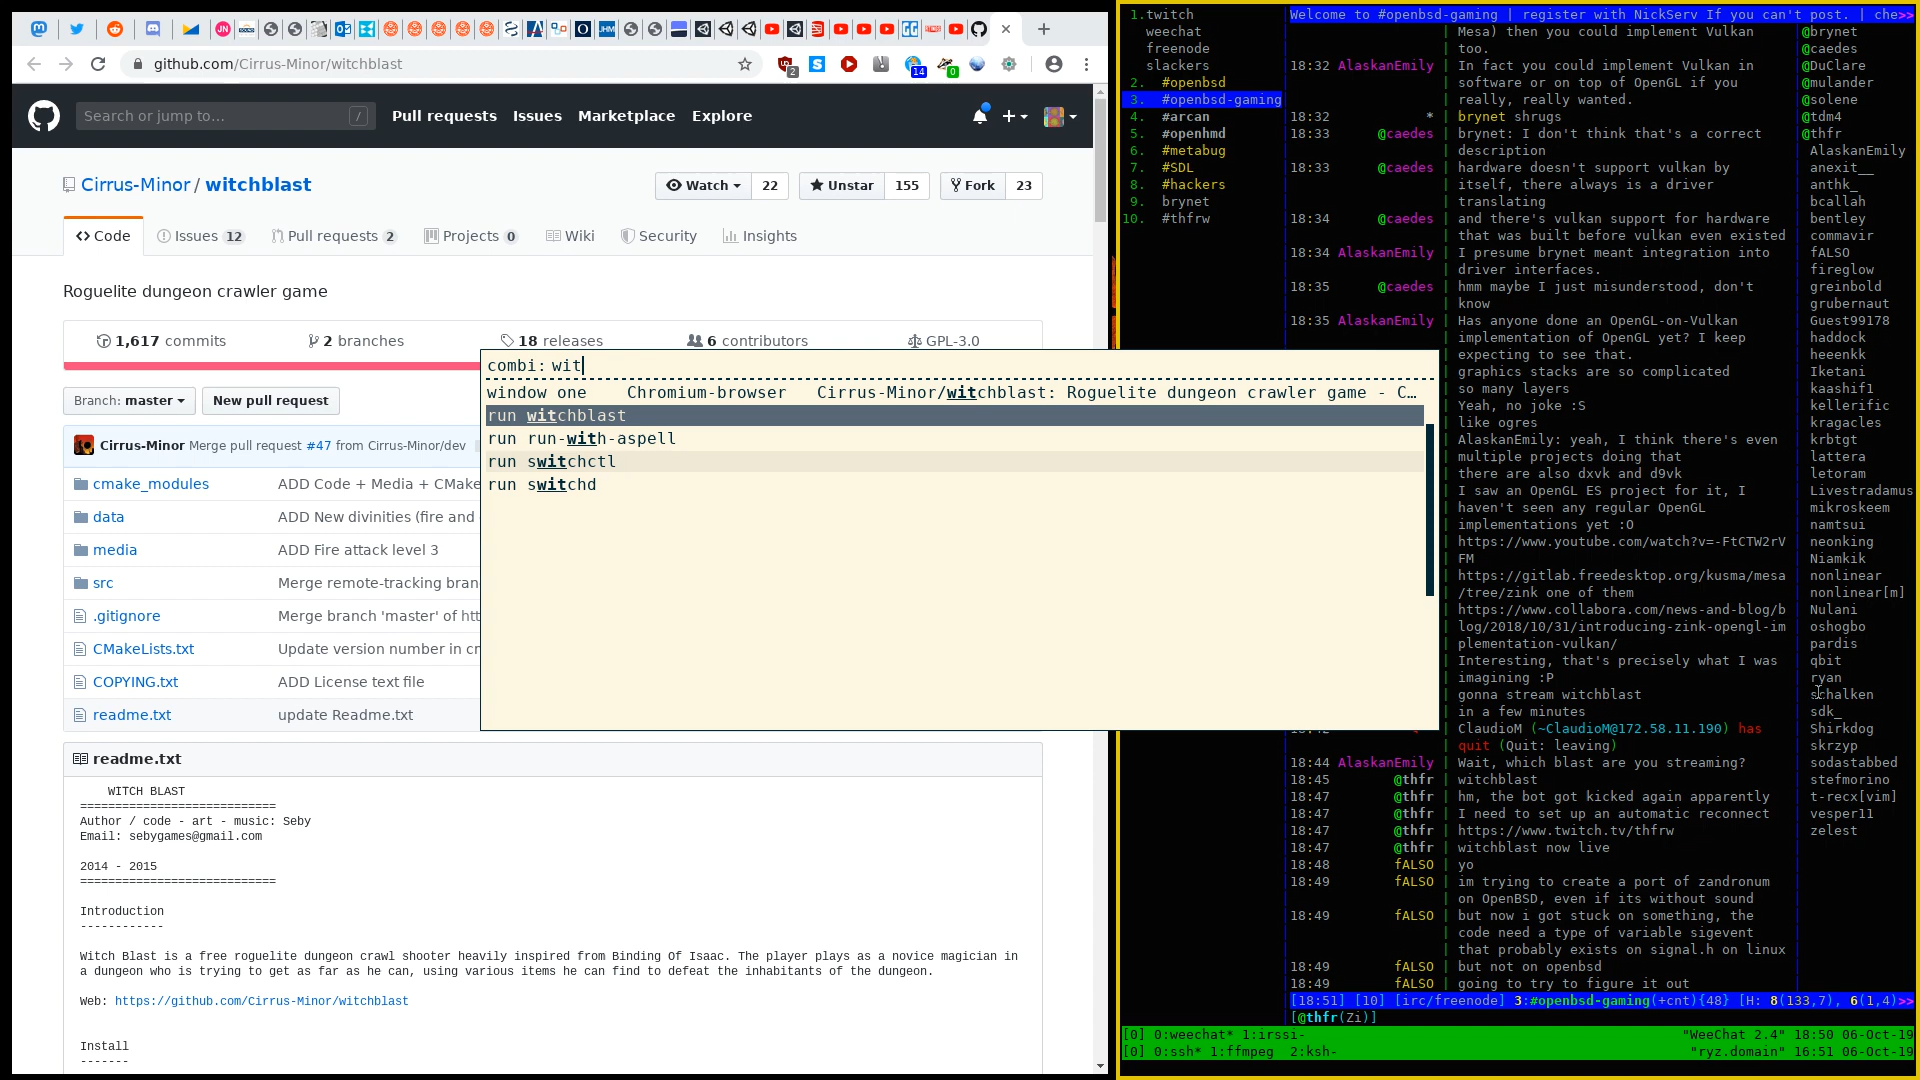 github.com/Cirrus-Minor/witchblast
2
14
0
Search or jump to...
/
Pull requests
Issues
Marketplace
Explore
Cirrus-Minor / witchblast
Watch 22
Unstar 155
Fork 23
Code
Issues 12
Pull requests 2
Projects 0
Wiki
Security
Insights
Roguelite dungeon crawler game
1,617 commits
2 branches
18 releases
6 contributors
GPL-3.0
Branch: master
New pull request
Cirrus-Minor Merge pull request #47 from Cirrus-Minor/dev
cmake_modules ADD Code + Media + CMake
data ADD New divinities (fire and
media ADD Fire attack level 3
src Merge remote-tracking bran
.gitignore Merge branch 'master' of htt
CMakeLists.txt Update version number in cr
COPYING.txt ADD License text file
readme.txt update Readme.txt
readme.txt
WITCH BLAST
============================
Author / code - art - music: Seby
Email: sebygames@gmail.com
2014 - 2015
============================
Introduction
------------
Witch Blast is a free roguelite dungeon crawl shooter heavily inspired from Binding Of Isaac. The player plays as a novice magician in
a dungeon who is trying to get as far as he can, using various items he can find to defeat the inhabitants of the dungeon.
Web: https://github.com/Cirrus-Minor/witchblast
Install
-------
combi: wit
window one Chromium-browser Cirrus-Minor/witchblast: Roguelite dungeon crawler game - C…
run witchblast
run run-with-aspell
run switchctl
run switchd
1.twitch
weechat
freenode
slackers
2. #openbsd
3. #openbsd-gaming
4. #arcan
5. #openhmd
6. #metabug
7. #SDL
8. #hackers
9. brynet
10. #thfrw
Welcome to #openbsd-gaming | register with NickServ If you can't post. | che>>
Mesa) then you could implement Vulkan
too.
18:32 AlaskanEmily | In fact you could implement Vulkan in
software or on top of OpenGL if you
really, really wanted.
18:32 * | brynet shrugs
18:33 @caedes | brynet: I don't think that's a correct
description
18:33 @caedes | hardware doesn't support vulkan by
itself, there always is a driver
translating
18:34 @caedes | and there's vulkan support for hardware
that was built before vulkan even existed
18:34 AlaskanEmily | I presume brynet meant integration into
driver interfaces.
18:35 @caedes | hmm maybe I just misunderstood, don't
know
18:35 AlaskanEmily | Has anyone done an OpenGL-on-Vulkan
implementation of OpenGL yet? I keep
expecting to see that.
graphics stacks are so complicated
so many layers
Yeah, no joke :S
like ogres
AlaskanEmily: yeah, I think there's even
multiple projects doing that
there are also dxvk and d9vk
I saw an OpenGL ES project for it, I
haven't seen any regular OpenGL
implementations yet :O
https://www.youtube.com/watch?v=-FtCTW2rV
FM
https://gitlab.freedesktop.org/kusma/mesa
/tree/zink one of them
https://www.collabora.com/news-and-blog/b
log/2018/10/31/introducing-zink-opengl-im
plementation-vulkan/
Interesting, that's precisely what I was
imagining :P
gonna stream witchblast
in a few minutes
ClaudioM (~ClaudioM@172.58.11.190) has
quit (Quit: leaving)
18:44 AlaskanEmily | Wait, which blast are you streaming?
18:45 @thfr | witchblast
18:47 @thfr | hm, the bot got kicked again apparently
18:47 @thfr | I need to set up an automatic reconnect
18:47 @thfr | https://www.twitch.tv/thfrw
18:47 @thfr | witchblast now live
18:48 fALSO | yo
18:49 fALSO | im trying to create a port of zandronum
on OpenBSD, even if its without sound
18:49 fALSO | but now i got stuck on something, the
code need a type of variable sigevent
that probably exists on signal.h on linux
18:49 fALSO | but not on openbsd
18:49 fALSO | going to try to figure it out
@brynet
@caedes
@DuClare
@mulander
@solene
@tdm4
@thfr
AlaskanEmily
anexit__
anthk_
bcallah
bentley
commavir
fALSO
fireglow
greinbold
grubernaut
Guest99178
haddock
heeenkk
Iketani
kaashif1
kellerific
kragacles
krbtgt
lattera
letoram
Livestradamus
mikroskeem
namtsui
neonking
Niamkik
nonlinear
nonlinear[m]
Nulani
oshogbo
pardis
qbit
ryan
schalken
sdk_
Shirkdog
skrzyp
sodastabbed
stefmorino
t-recx[vim]
vesper11
zelest
[18:51] [10] [irc/freenode] 3:#openbsd-gaming(+cnt){48} [H: 8(133,7), 6(1,4)>>
[@thfr(Zi)]
[0] 0:weechat* 1:irssi- "WeeChat 2.4" 18:50 06-Oct-19
[0] 0:ssh* 1:ffmpeg 2:ksh- "ryz.domain" 16:51 06-Oct-19